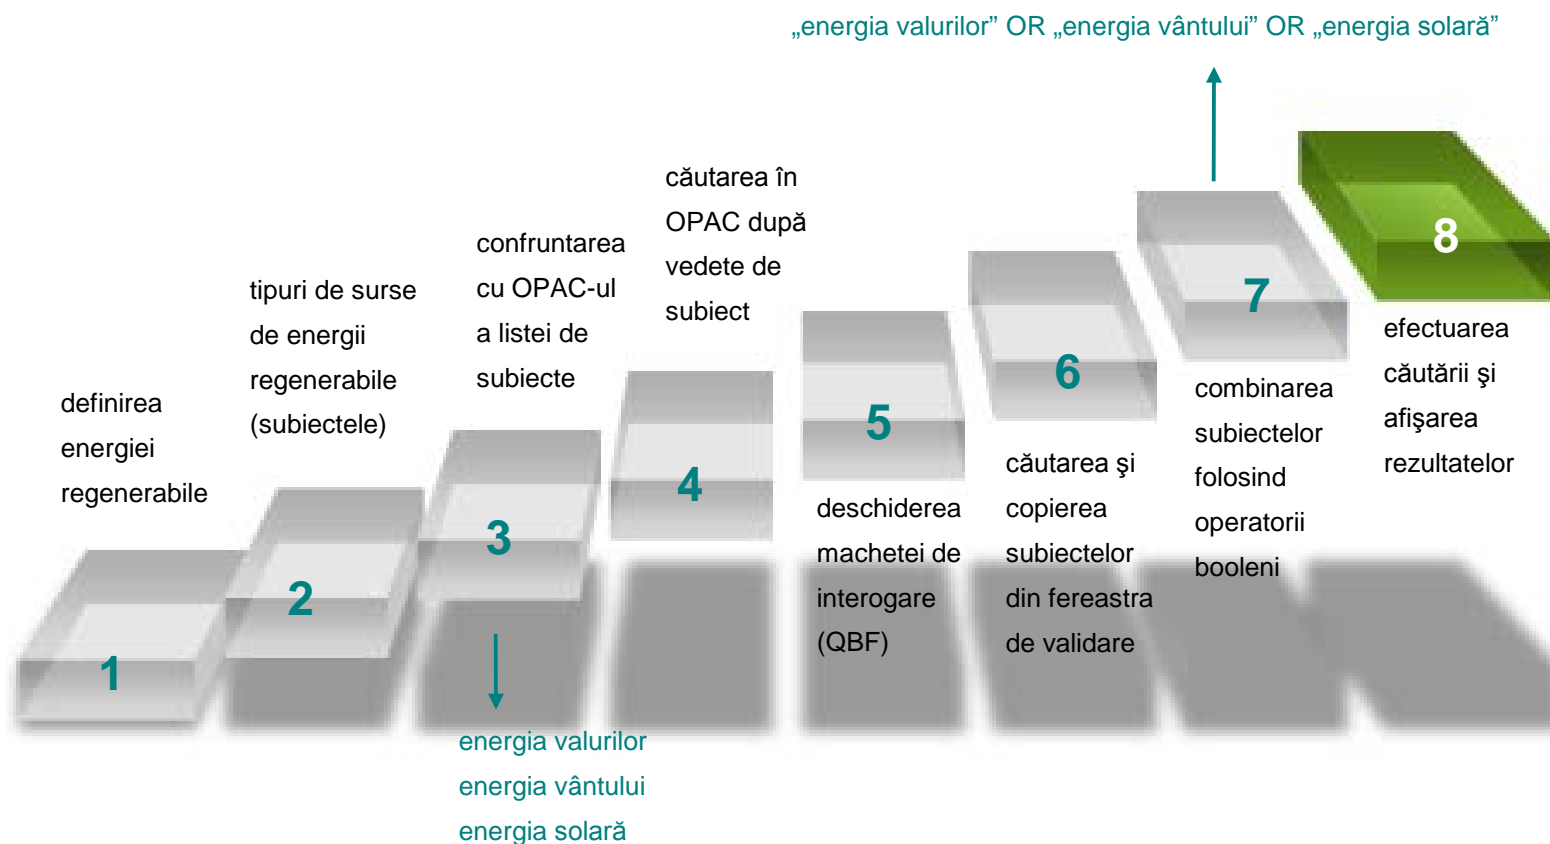 „energia valurilor” OR „energia vântului” OR „energia solară”
definirea
energiei
regenerabile
1
tipuri de surse
de energii
regenerabile
(subiectele)
2
confruntarea
cu OPAC-ul
a listei de
subiecte
3
energia valurilor
energia vântului
energia solară
căutarea în
OPAC după
vedete de
subiect
4
5
deschiderea
machetei de
interogare
(QBF)
6
căutarea şi
copierea
subiectelor
din fereastra
de validare
7
combinarea
subiectelor
folosind
operatorii
booleni
8
efectuarea
căutării şi
afişarea
rezultatelor